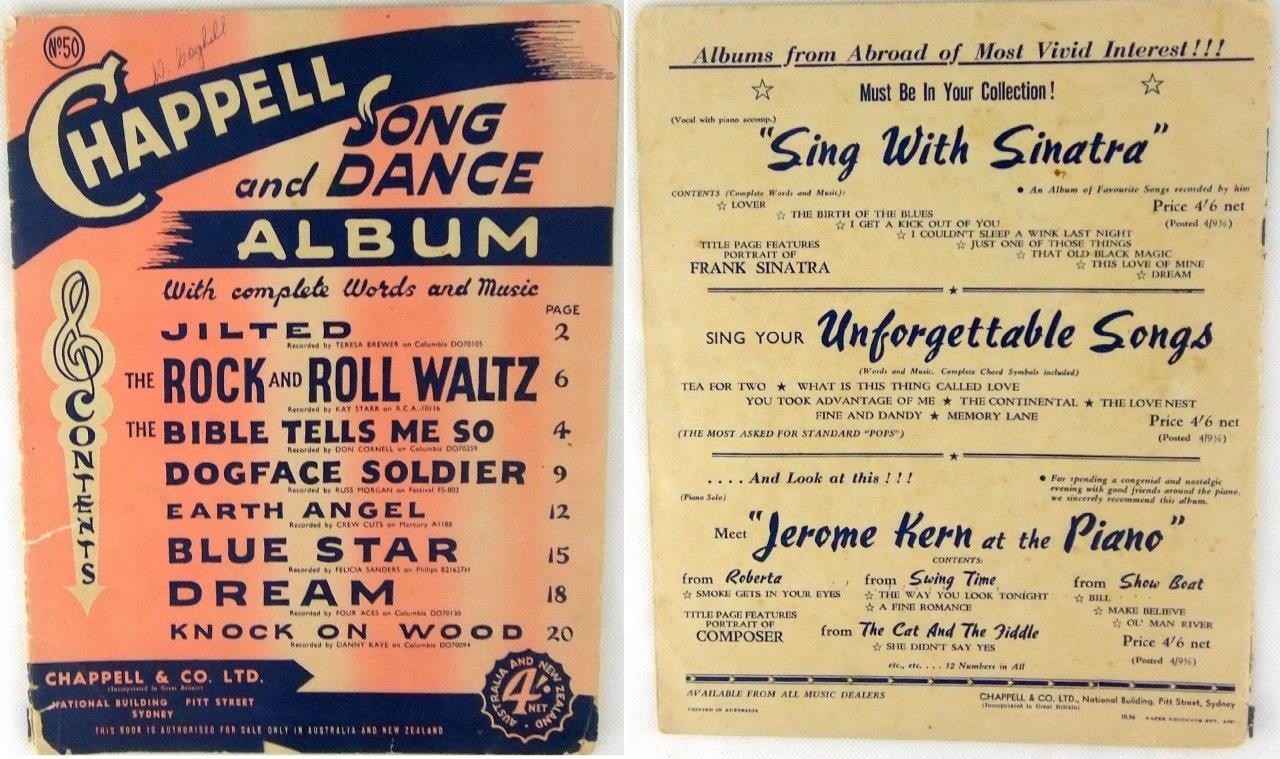 No. 50
CHAPPELL
SONG
and DANCE
ALBUM
With complete Words and Music
PAGE
CONTENTS
JILTED 2
Recorded by TERESA BREWER on Columbia DO70105
THE ROCK AND ROLL WALTZ 6
Recorded by KAY STARR on R.C.A.-10116
THE BIBLE TELLS ME SO 4
Recorded by DON CORNELL on Columbia DO70259
DOGFACE SOLDIER 9
Recorded by RUSS MORGAN on Festival FS-803
EARTH ANGEL 12
Recorded by CREW CUTS on Mercury A1188
BLUE STAR 15
Recorded by FELICIA SANDERS on Philips B21627H
DREAM 18
Recorded by FOUR ACES on Columbia DO70130
KNOCK ON WOOD 20
Recorded by DANNY KAYE on Columbia DO70094
CHAPPELL & CO. LTD.
(Incorporated in Great Britain)
NATIONAL BUILDING PITT STREET
SYDNEY
AUSTRALIA AND NEW ZEALAND
4/- NET
THIS BOOK IS AUTHORISED FOR SALE ONLY IN AUSTRALIA AND NEW ZEALAND
Albums from Abroad of Most Vivid Interest!!!
☆ Must Be In Your Collection! ☆
(Vocal with piano accomp.)
"Sing With Sinatra"
CONTENTS (Complete Words and Music):
● An Album of Favourite Songs recorded by him
☆ LOVER
Price 4/6 net
☆ THE BIRTH OF THE BLUES
(Posted 4/9½)
☆ I GET A KICK OUT OF YOU
☆ I COULDN'T SLEEP A WINK LAST NIGHT
☆ JUST ONE OF THOSE THINGS
☆ THAT OLD BLACK MAGIC
☆ THIS LOVE OF MINE
☆ DREAM
TITLE PAGE FEATURES
PORTRAIT OF
FRANK SINATRA
SING YOUR Unforgettable Songs
(Words and Music. Complete Chord Symbols included)
TEA FOR TWO ★ WHAT IS THIS THING CALLED LOVE
YOU TOOK ADVANTAGE OF ME ★ THE CONTINENTAL ★ THE LOVE NEST
FINE AND DANDY ★ MEMORY LANE
Price 4/6 net
(THE MOST ASKED FOR STANDARD "POPS")
(Posted 4/9½)
....And Look at this!!!
● For spending a congenial and nostalgic
evening with good friends around the piano,
we sincerely recommend this album.
(Piano Solo)
Meet "Jerome Kern at the Piano"
CONTENTS:
from Roberta
☆ SMOKE GETS IN YOUR EYES
from Swing Time
☆ THE WAY YOU LOOK TONIGHT
☆ A FINE ROMANCE
from Show Boat
☆ BILL
☆ MAKE BELIEVE
☆ OL' MAN RIVER
TITLE PAGE FEATURES
PORTRAIT OF
COMPOSER
from The Cat And The Fiddle
☆ SHE DIDN'T SAY YES
Price 4/6 net
(Posted 4/9½)
etc., etc. .... 12 Numbers in All
AVAILABLE FROM ALL MUSIC DEALERS
CHAPPELL & CO. LTD., National Building, Pitt Street, Sydney
(Incorporated in Great Britain)
PRINTED IN AUSTRALIA